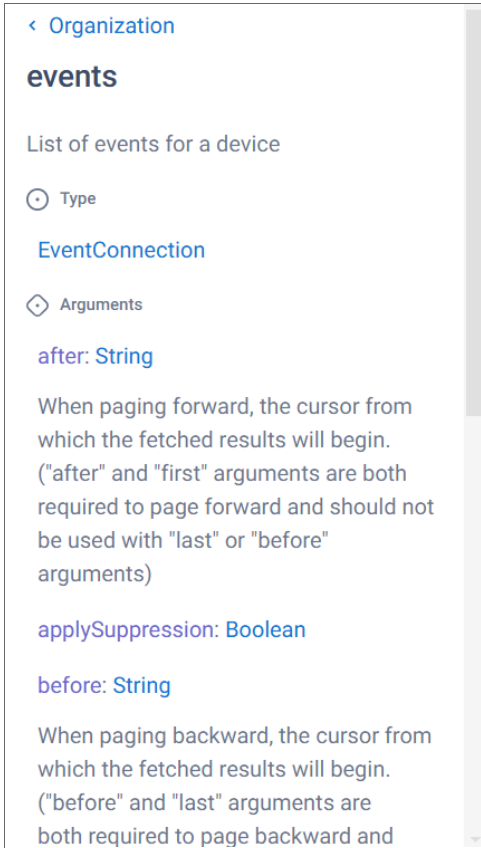 ‹ Organization
events
List of events for a device
Type
EventConnection
Arguments
after: String
When paging forward, the cursor from
which the fetched results will begin.
("after" and "first" arguments are both
required to page forward and should not
be used with "last" or "before"
arguments)
applySuppression: Boolean
before: String
When paging backward, the cursor from
which the fetched results will begin.
("before" and "last" arguments are
both required to page backward and